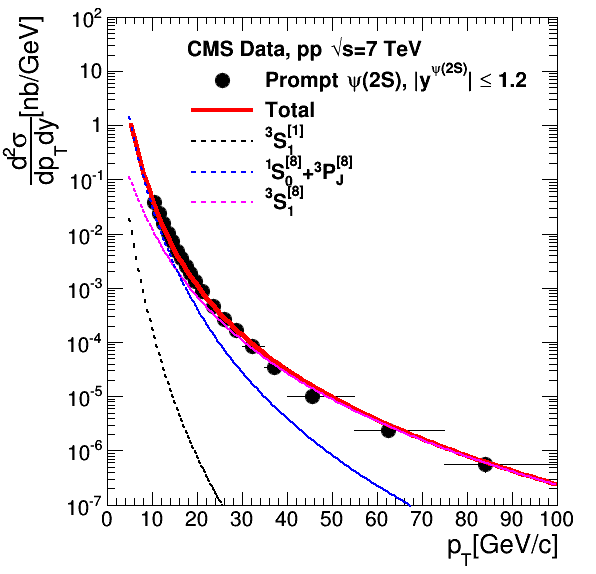 CMS Data, pp √s=7 TeV
Prompt ψ(2S), |y^ψ(2S)| ≤ 1.2
Total
³S₁^[1]
¹S₀^[8]+³P_J^[8]
³S₁^[8]
d²σ/dp_Tdy[nb/GeV]
10²
10
1
10⁻¹
10⁻²
10⁻³
10⁻⁴
10⁻⁵
10⁻⁶
10⁻⁷
0 10 20 30 40 50 60 70 80 90 100
p_T[GeV/c]